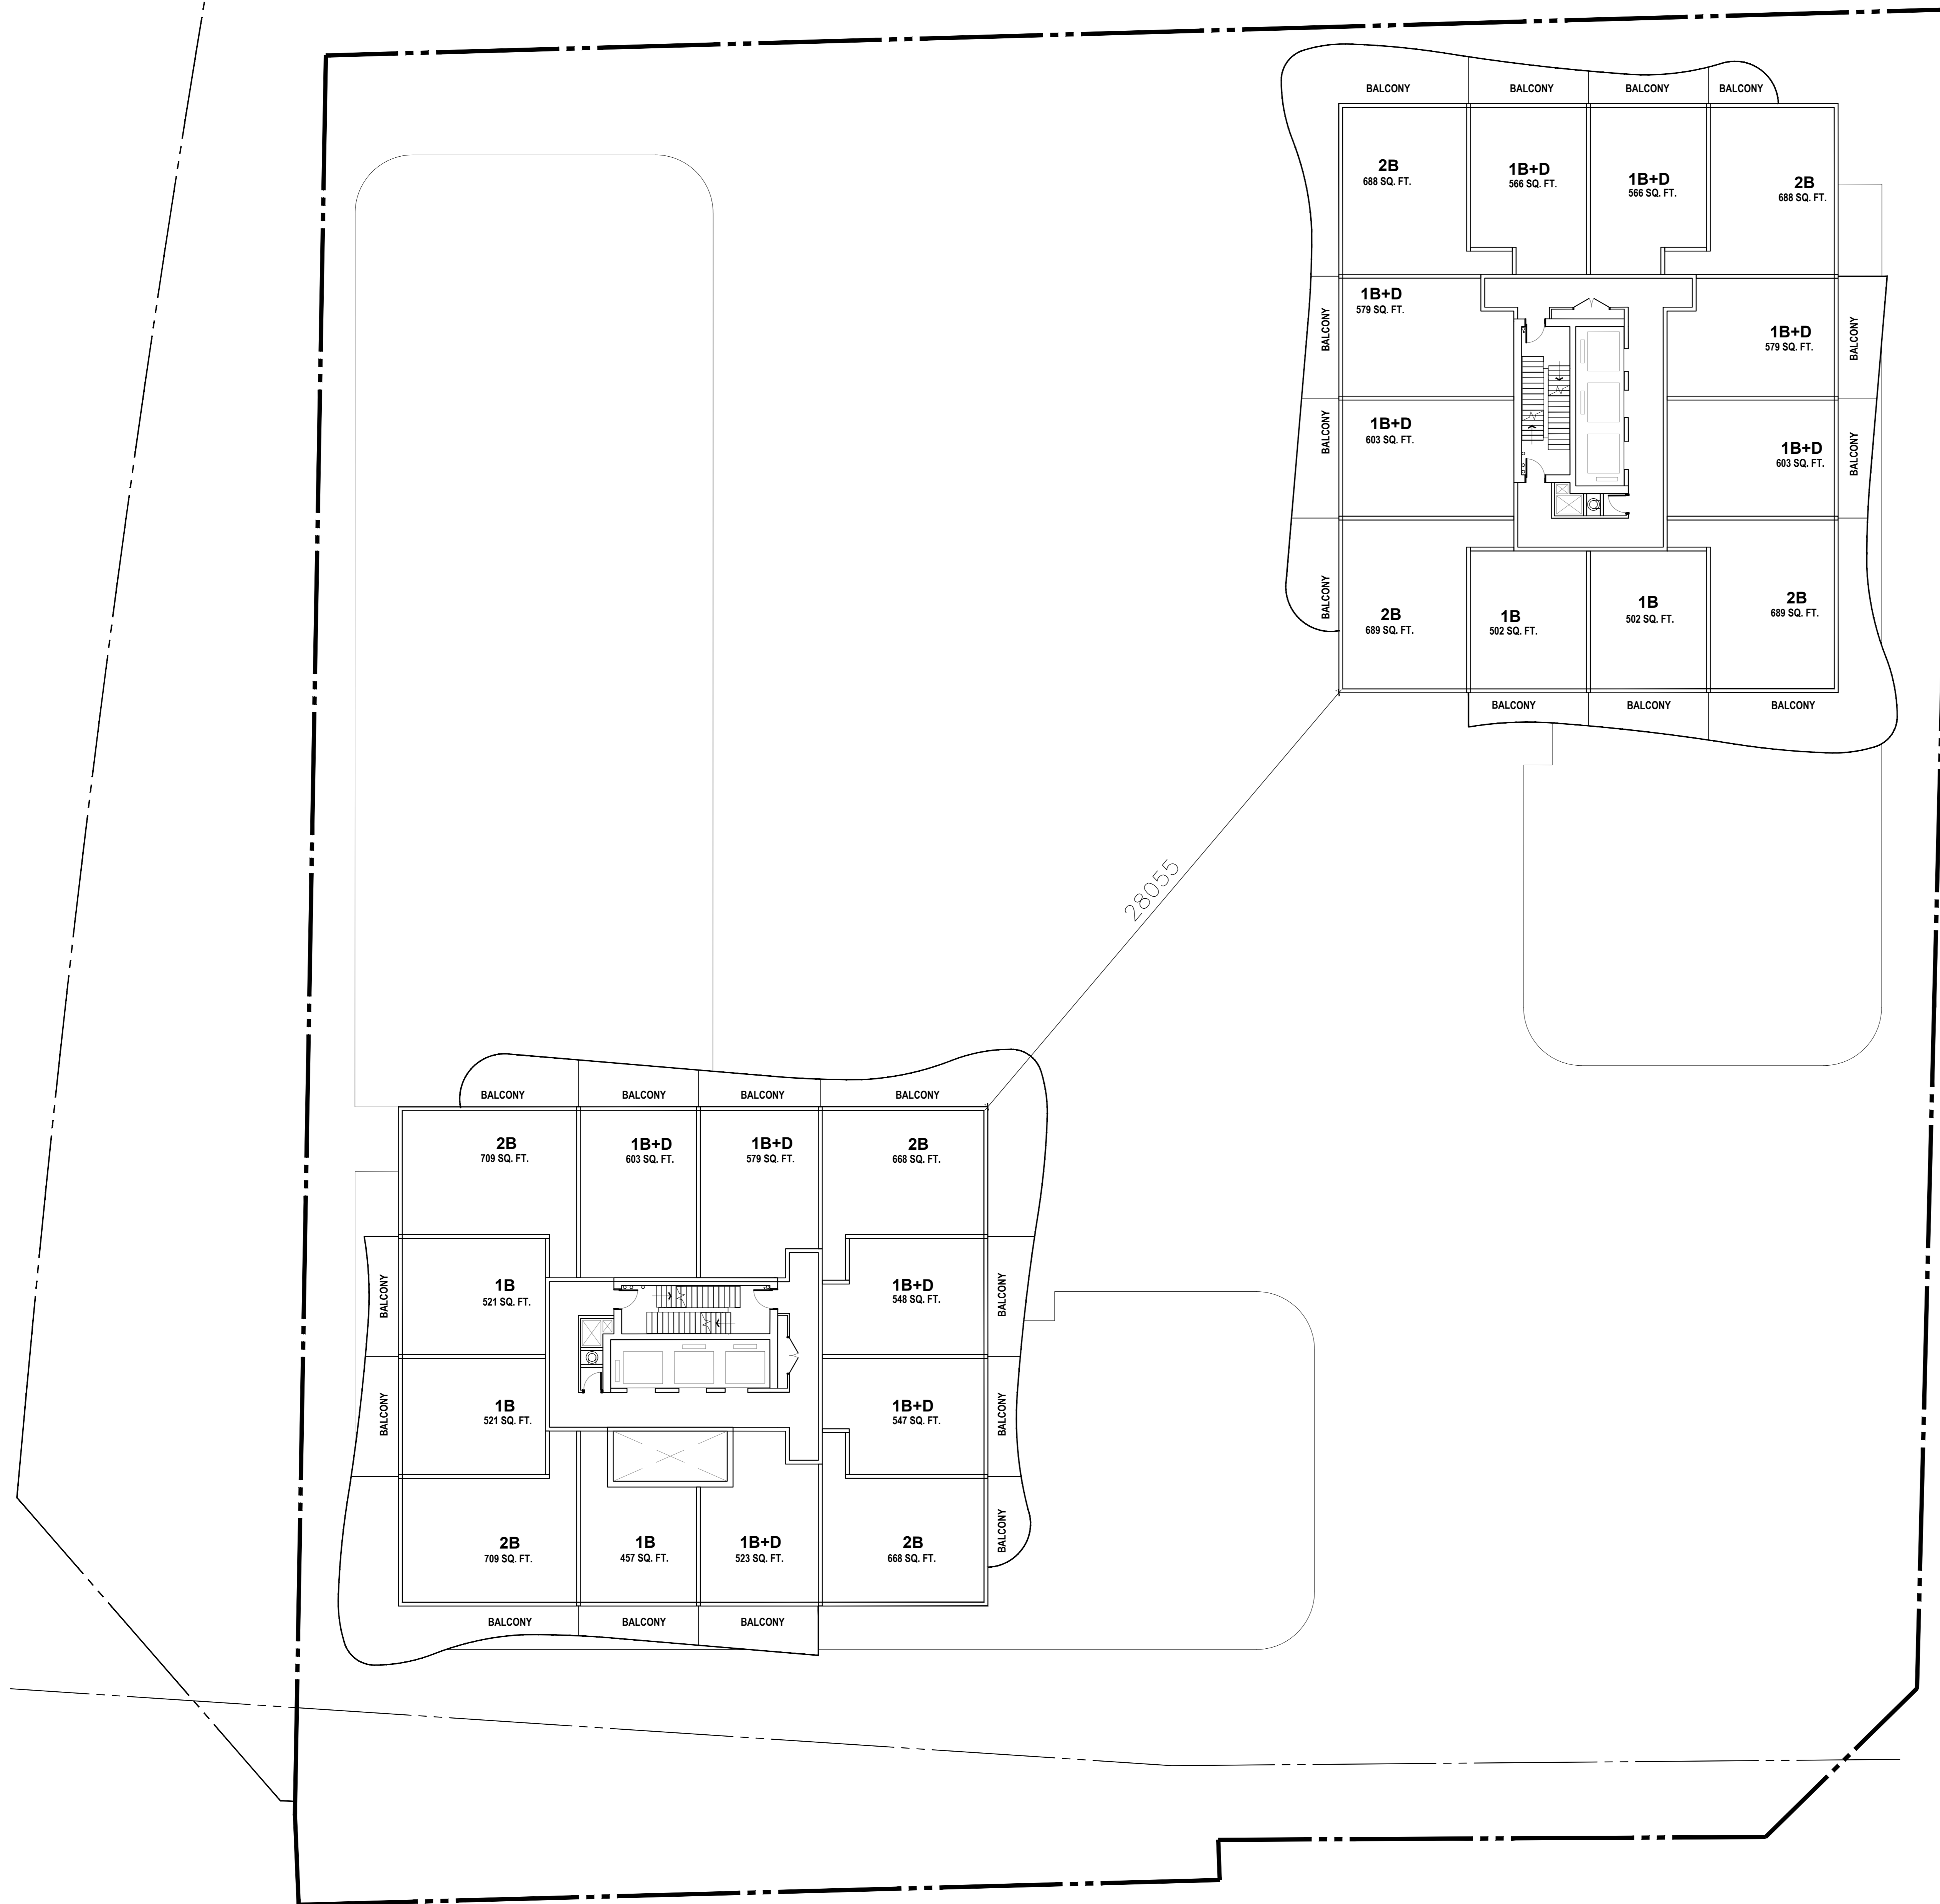 BALCONY
BALCONY
BALCONY
BALCONY
2B
688 SQ. FT.
1B+D
566 SQ. FT.
1B+D
566 SQ. FT.
2B
688 SQ. FT.
BALCONY
1B+D
579 SQ. FT.
1B+D
579 SQ. FT.
BALCONY
BALCONY
1B+D
603 SQ. FT.
1B+D
603 SQ. FT.
BALCONY
BALCONY
2B
689 SQ. FT.
1B
502 SQ. FT.
1B
502 SQ. FT.
2B
689 SQ. FT.
BALCONY
BALCONY
BALCONY
28055
BALCONY
BALCONY
BALCONY
BALCONY
2B
709 SQ. FT.
1B+D
603 SQ. FT.
1B+D
579 SQ. FT.
2B
668 SQ. FT.
BALCONY
1B
521 SQ. FT.
1B+D
548 SQ. FT.
BALCONY
BALCONY
1B
521 SQ. FT.
1B+D
547 SQ. FT.
BALCONY
2B
709 SQ. FT.
1B
457 SQ. FT.
1B+D
523 SQ. FT.
2B
668 SQ. FT.
BALCONY
BALCONY
BALCONY
BALCONY